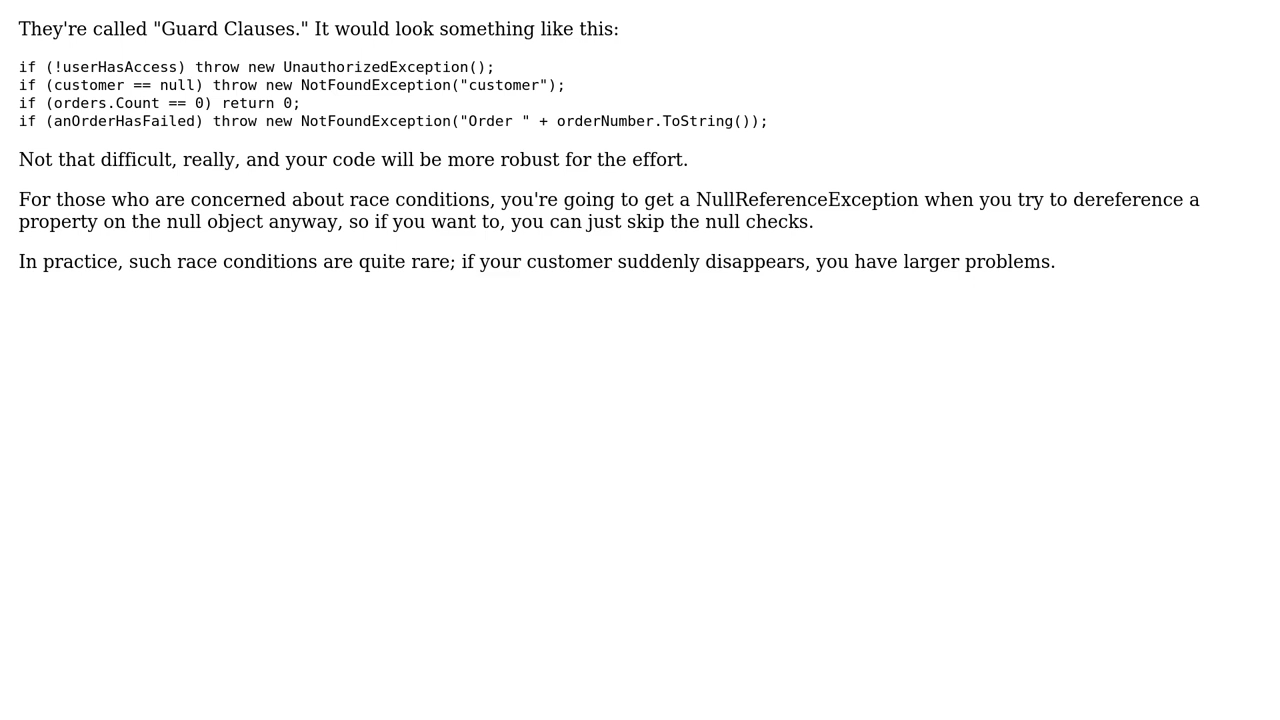 They're called "Guard Clauses." It would look something like this:
if (!userHasAccess) throw new UnauthorizedException();
if (customer == null) throw new NotFoundException("customer");
if (orders.Count == 0) return 0;
if (anOrderHasFailed) throw new NotFoundException("Order " + orderNumber.ToString());
Not that difficult, really, and your code will be more robust for the effort.
For those who are concerned about race conditions, you're going to get a NullReferenceException when you try to dereference a
property on the null object anyway, so if you want to, you can just skip the null checks.
In practice, such race conditions are quite rare; if your customer suddenly disappears, you have larger problems.